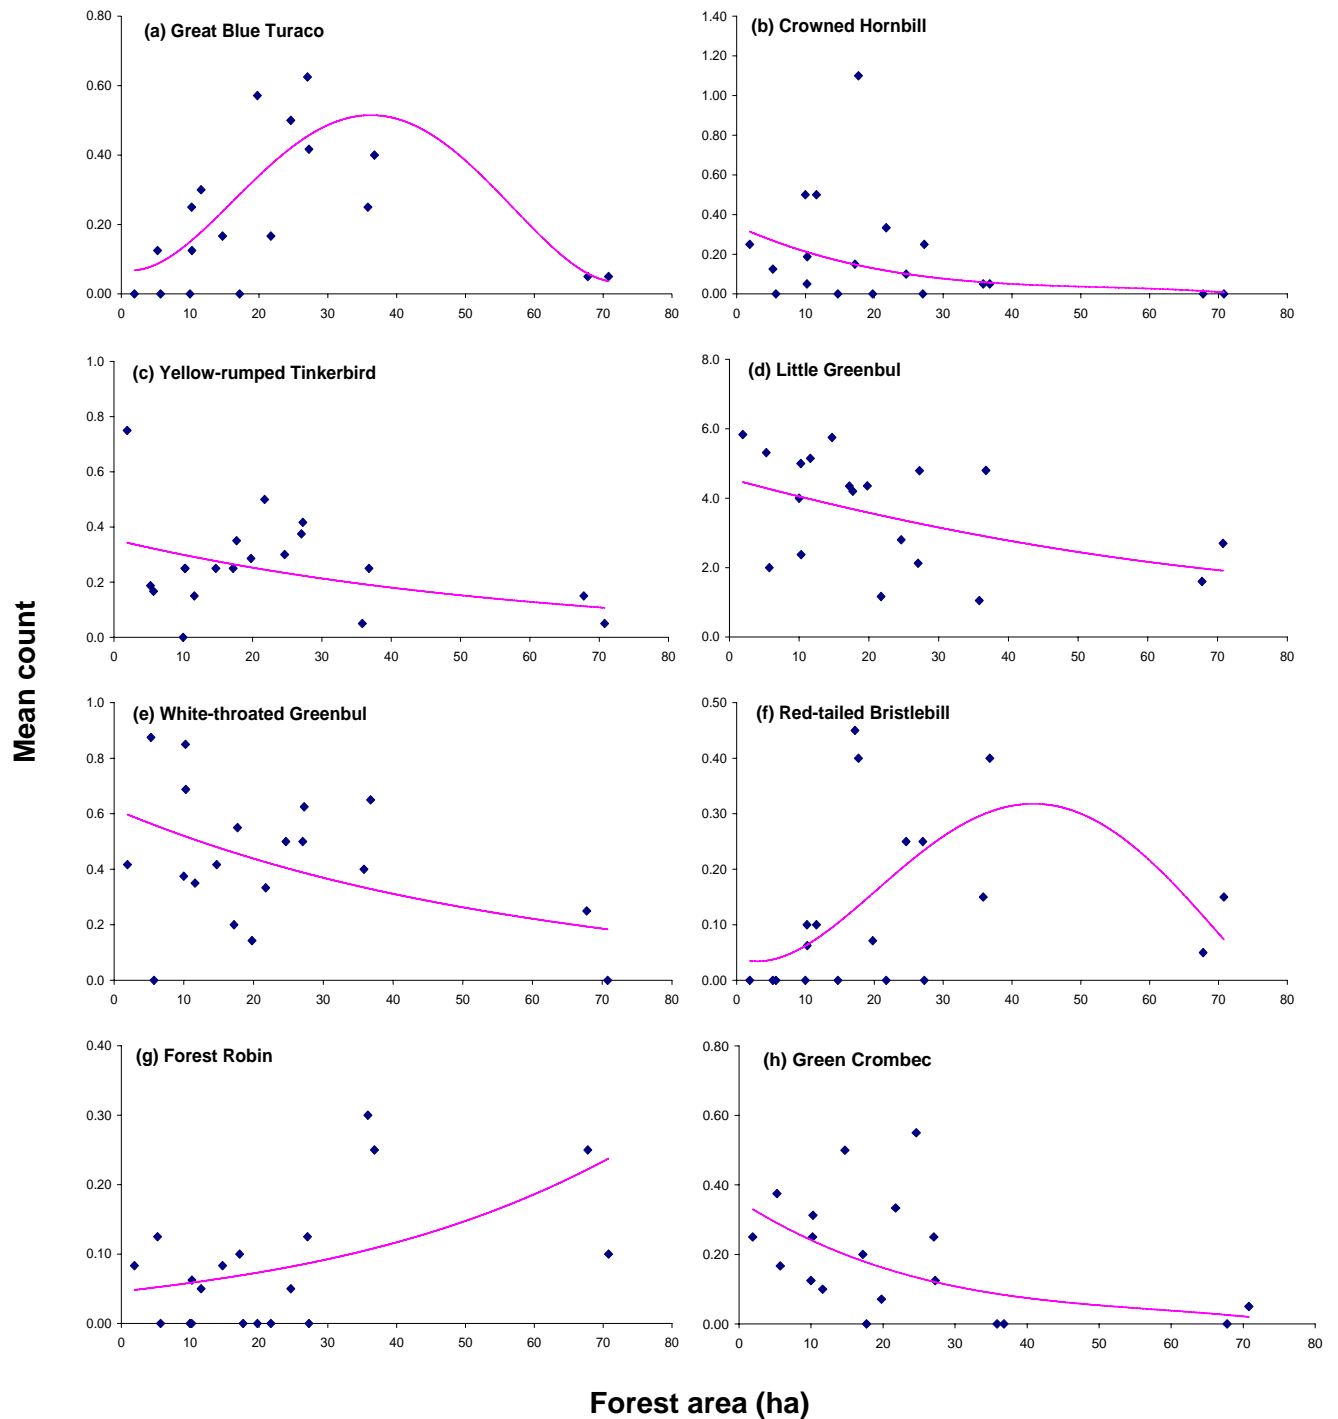 (a) Great Blue Turaco
0.80
0.60
0.40
0.20
0.00
0 10 20 30 40 50 60 70 80
(b) Crowned Hornbill
1.40
1.20
1.00
0.80
0.60
0.40
0.20
0.00
0 10 20 30 40 50 60 70 80
(c) Yellow-rumped Tinkerbird
1.0
0.8
0.6
0.4
0.2
0.0
0 10 20 30 40 50 60 70 80
(d) Little Greenbul
8.0
6.0
4.0
2.0
0.0
0 10 20 30 40 50 60 70 80
Mean count
(e) White-throated Greenbul
1.0
0.8
0.6
0.4
0.2
0.0
0 10 20 30 40 50 60 70 80
(f) Red-tailed Bristlebill
0.50
0.40
0.30
0.20
0.10
0.00
0 10 20 30 40 50 60 70 80
(g) Forest Robin
0.40
0.30
0.20
0.10
0.00
0 10 20 30 40 50 60 70 80
(h) Green Crombec
0.80
0.60
0.40
0.20
0.00
0 10 20 30 40 50 60 70 80
Forest area (ha)